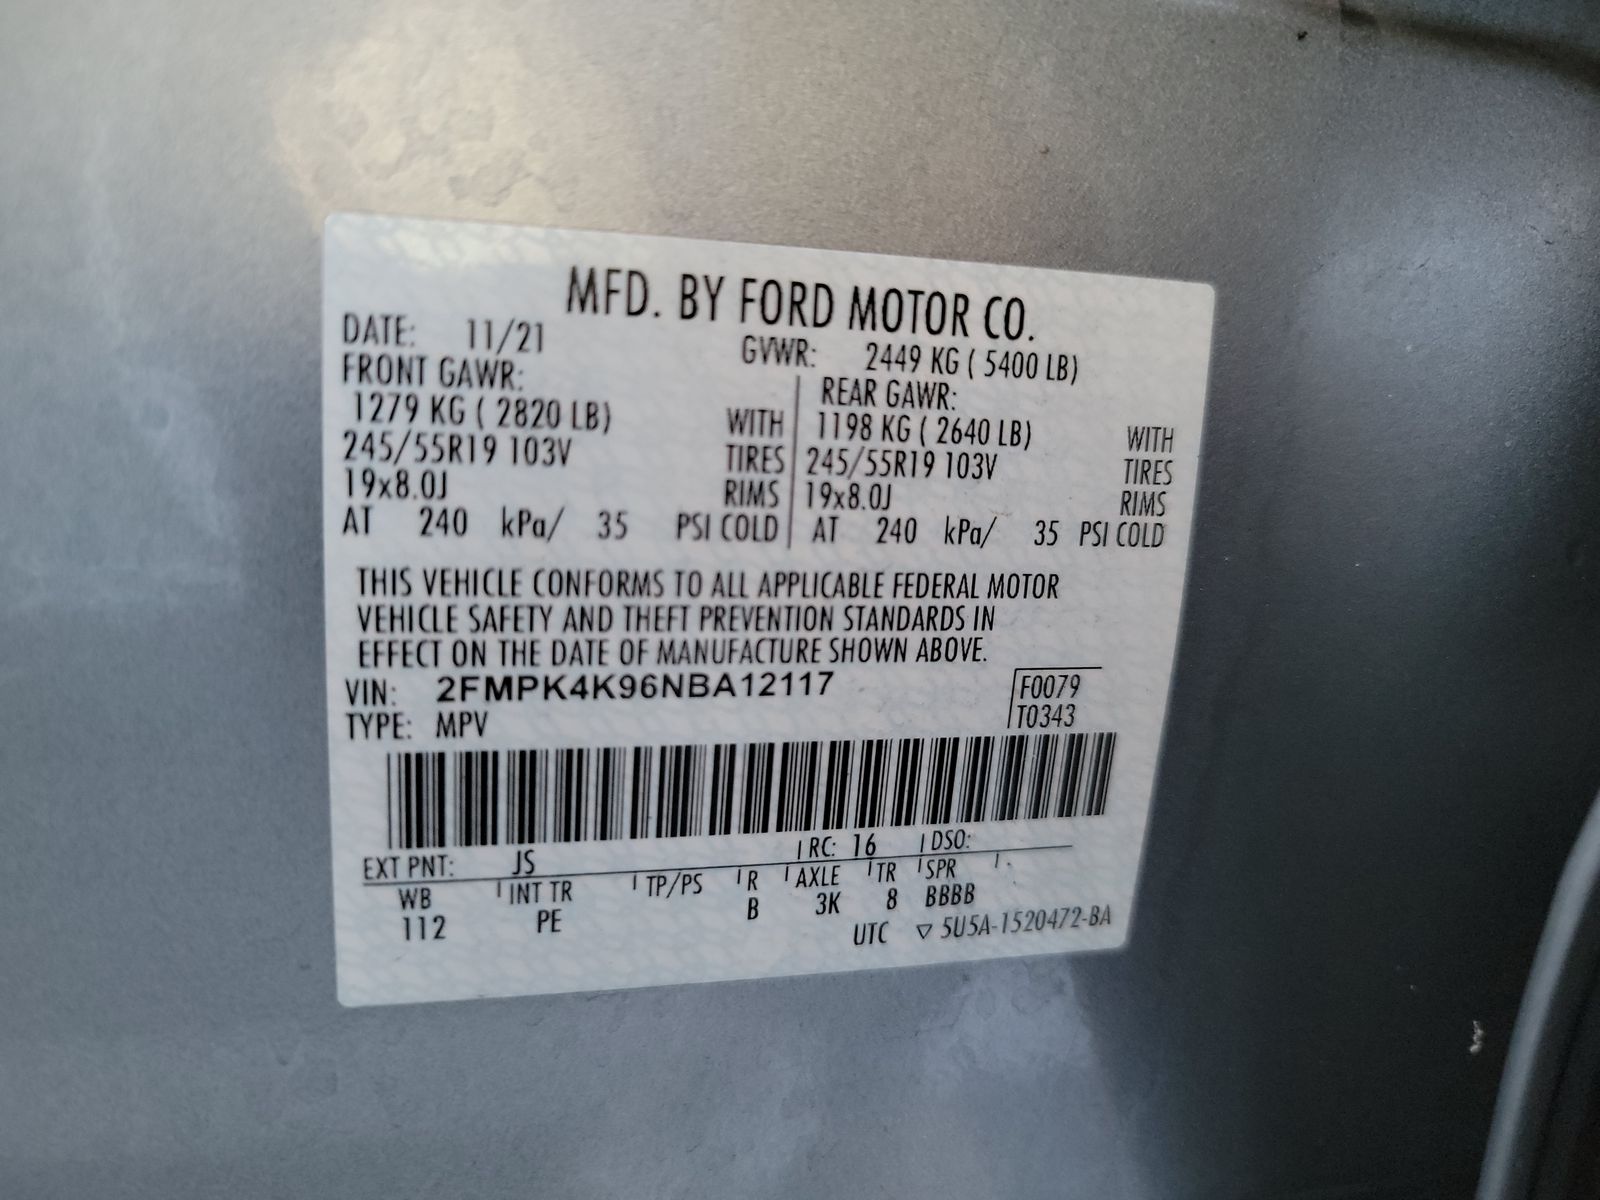 MFD. BY FORD MOTOR CO.
DATE: 11/21
GVWR: 2449 KG ( 5400 LB)
FRONT GAWR:
1279 KG ( 2820 LB) WITH
245/55R19 103V TIRES
19x8.0J RIMS
AT 240 kPa/ 35 PSI COLD
REAR GAWR:
1198 KG ( 2640 LB) WITH
245/55R19 103V TIRES
19x8.0J RIMS
AT 240 kPa/ 35 PSI COLD
THIS VEHICLE CONFORMS TO ALL APPLICABLE FEDERAL MOTOR
VEHICLE SAFETY AND THEFT PREVENTION STANDARDS IN
EFFECT ON THE DATE OF MANUFACTURE SHOWN ABOVE.
VIN: 2FMPK4K96NBA12117
F0079
TYPE: MPV
T0343
EXT PNT: JS RC: 16 DSO:
WB INT TR TP/PS R AXLE TR SPR
112 PE B 3K 8 BBBB
UTC ▽ 5U5A-1520472-BA